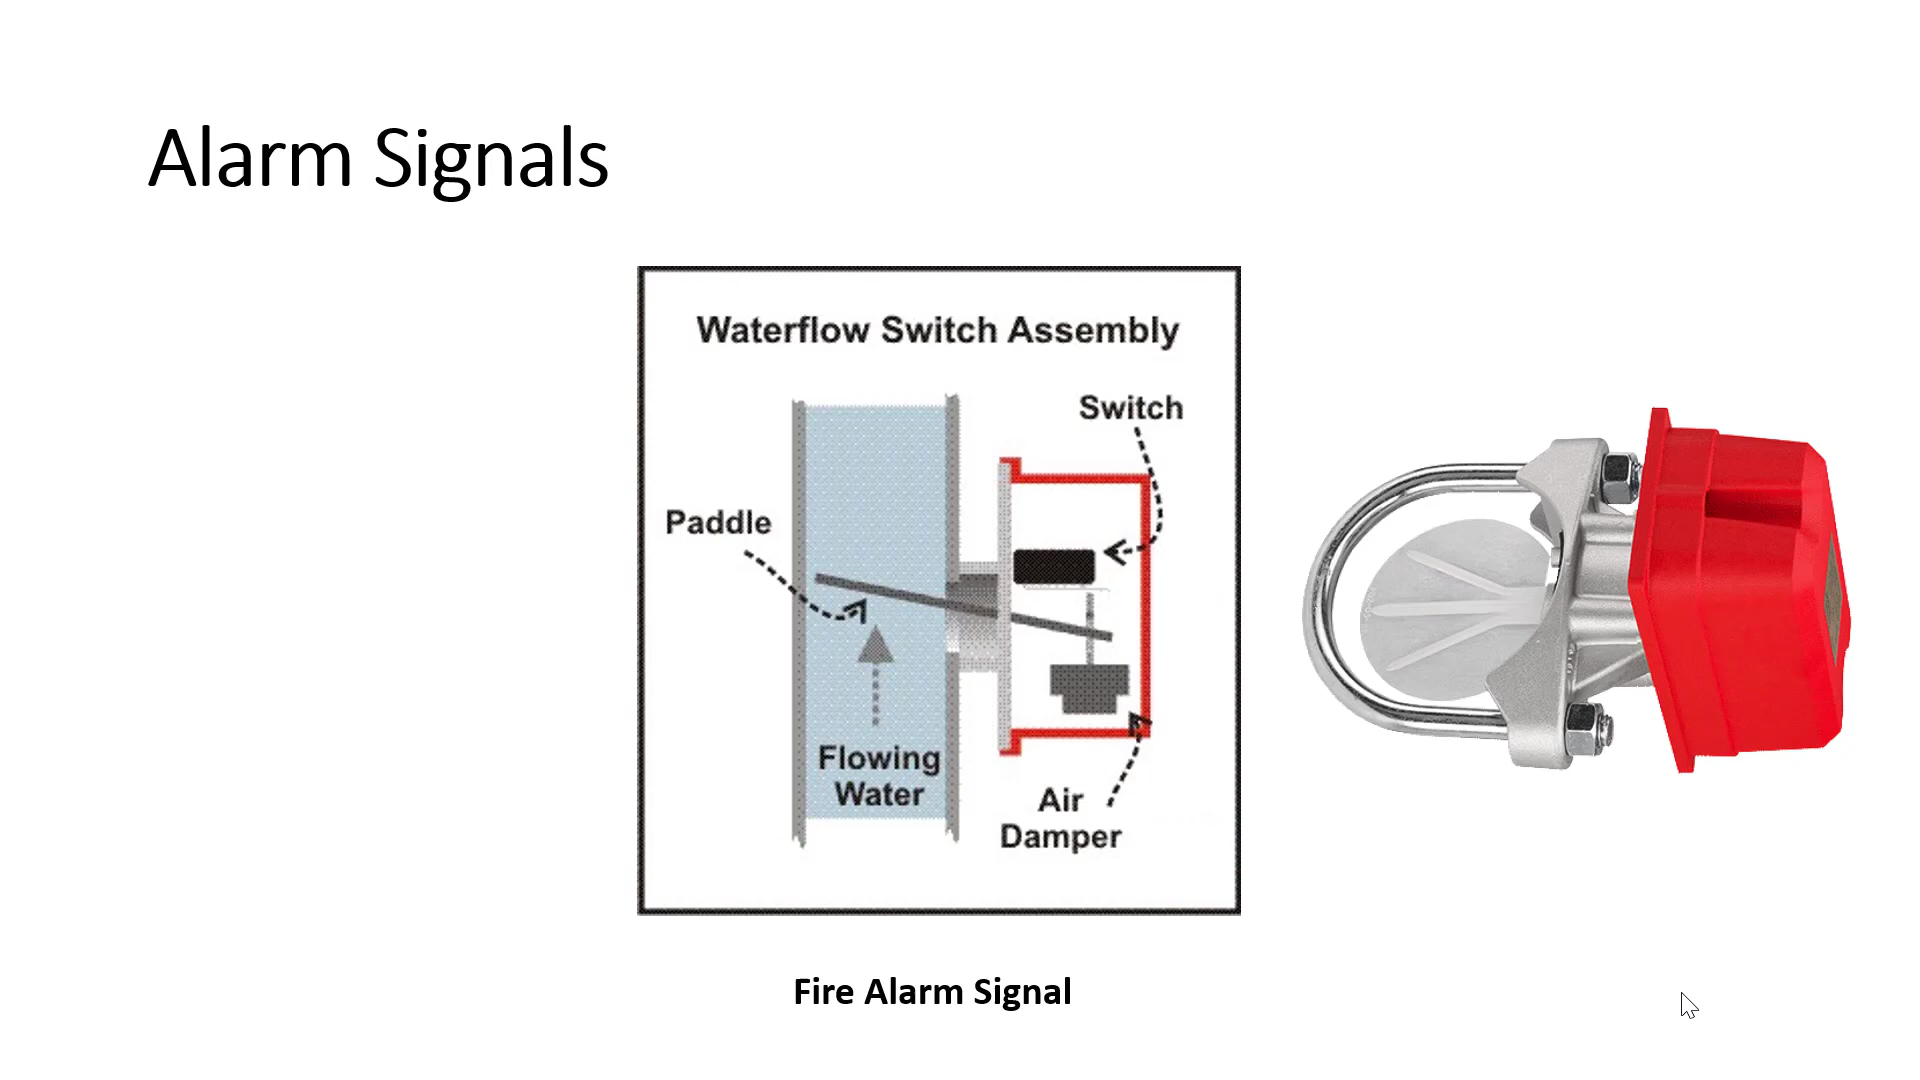 Alarm Signals
Waterflow Switch Assembly
Switch
Paddle
Flowing
Water
Air
Damper
Fire Alarm Signal